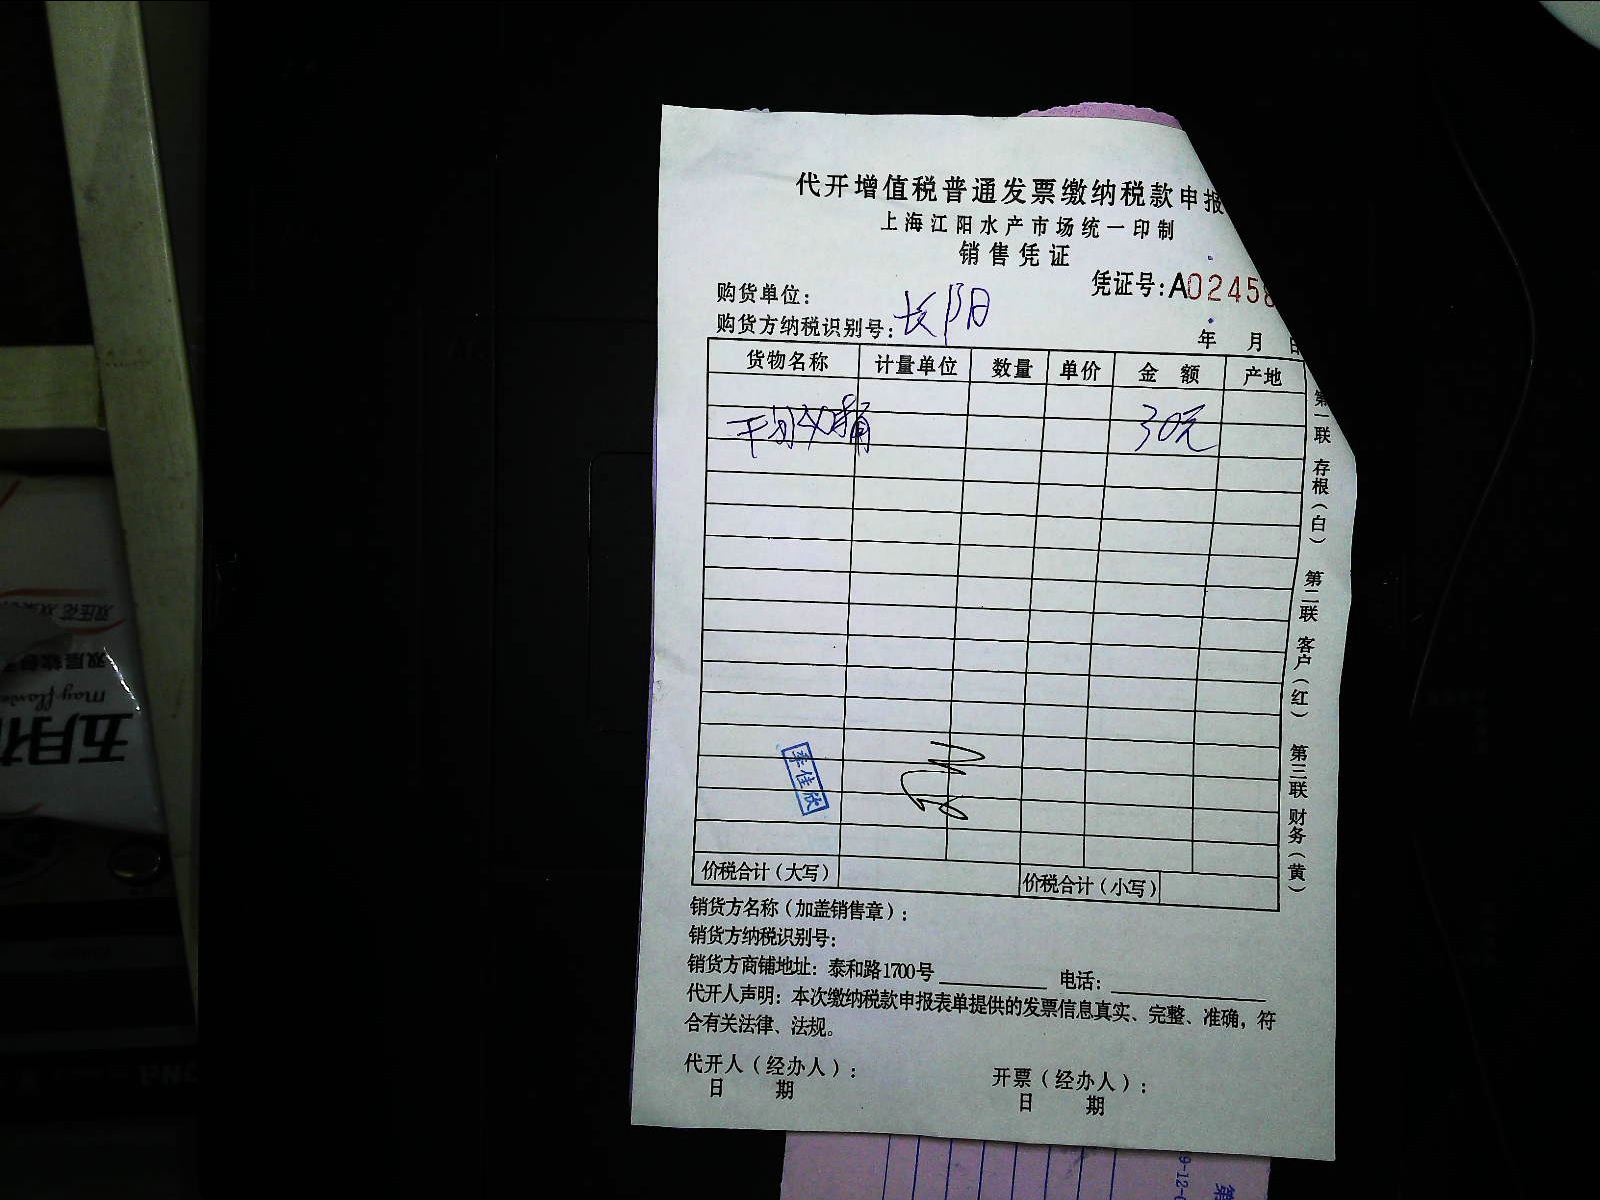 代开增值税普通发票缴纳税款申报
上海江阳水产市场统一印制
销售凭证
凭证号:A02458
购货单位:
购货方纳税识别号:
长阳
年 月 日
货物名称 计量单位 数量 单价 金 额 产地
30元
季佳欣
价税合计(大写) 价税合计(小写)
销货方名称(加盖销售章):
销货方纳税识别号:
销货方商铺地址: 泰和路1700号 电话:
代开人声明: 本次缴纳税款申报表单提供的发票信息真实、完整、准确, 符
合有关法律、法规。
代开人(经办人): 开票(经办人):
日 期 日 期
第一联 存根(白) 第二联 客户(红) 第三联 财务(黄)
五月花